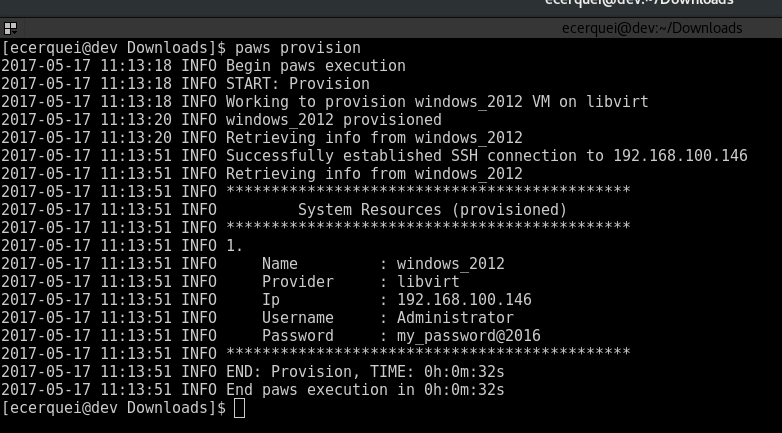 ecerquei@dev:~/Downloads
ecerquei@dev:~/Downloads
[ecerquei@dev Downloads]$ paws provision
2017-05-17 11:13:18 INFO Begin paws execution
2017-05-17 11:13:18 INFO START: Provision
2017-05-17 11:13:18 INFO Working to provision windows_2012 VM on libvirt
2017-05-17 11:13:20 INFO windows_2012 provisioned
2017-05-17 11:13:20 INFO Retrieving info from windows_2012
2017-05-17 11:13:51 INFO Successfully established SSH connection to 192.168.100.146
2017-05-17 11:13:51 INFO Retrieving info from windows_2012
2017-05-17 11:13:51 INFO *********************************************
2017-05-17 11:13:51 INFO         System Resources (provisioned)
2017-05-17 11:13:51 INFO *********************************************
2017-05-17 11:13:51 INFO 1.
2017-05-17 11:13:51 INFO     Name         : windows_2012
2017-05-17 11:13:51 INFO     Provider     : libvirt
2017-05-17 11:13:51 INFO     Ip           : 192.168.100.146
2017-05-17 11:13:51 INFO     Username     : Administrator
2017-05-17 11:13:51 INFO     Password     : my_password@2016
2017-05-17 11:13:51 INFO *********************************************
2017-05-17 11:13:51 INFO END: Provision, TIME: 0h:0m:32s
2017-05-17 11:13:51 INFO End paws execution in 0h:0m:32s
[ecerquei@dev Downloads]$